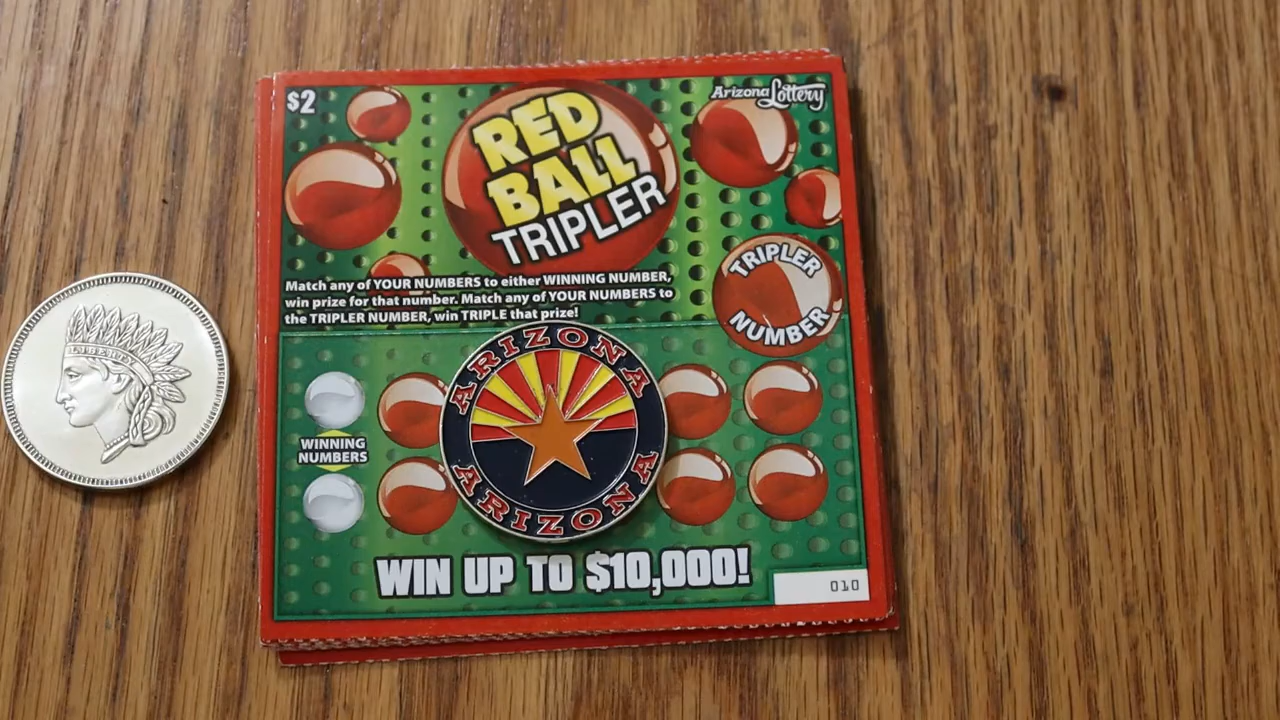 $2
Arizona Lottery
RED
BALL
TRIPLER
TRIPLER
NUMBER
Match any of YOUR NUMBERS to either WINNING NUMBER,
win prize for that number. Match any of YOUR NUMBERS to
the TRIPLER NUMBER, win TRIPLE that prize!
LIBERTY
ARIZONA
ARIZONA
WINNING
NUMBERS
WIN UP TO $10,000!
010